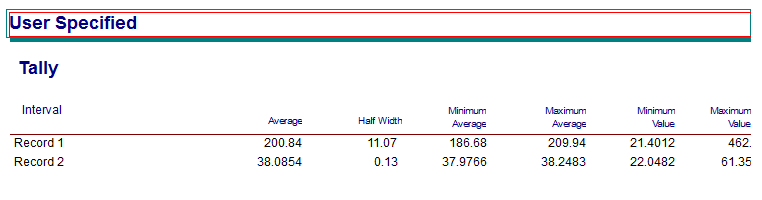 User Specified
Tally
Interval Average Half Width Minimum Average Maximum Average Minimum Value Maximum Value
Record 1 200.84 11.07 186.68 209.94 21.4012 462.
Record 2 38.0854 0.13 37.9766 38.2483 22.0482 61.35